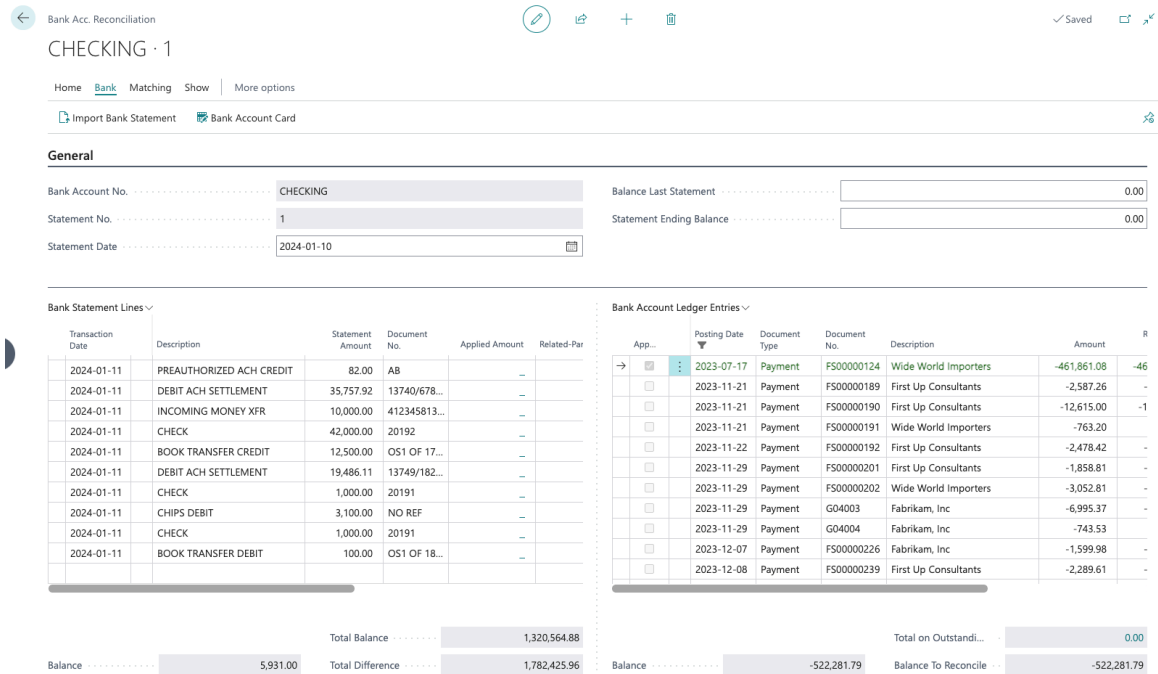 Bank Acc. Reconciliation
Saved
CHECKING · 1
Home Bank Matching Show More options
Import Bank Statement Bank Account Card
General
Bank Account No. CHECKING Balance Last Statement 0.00
Statement No. 1 Statement Ending Balance 0.00
Statement Date 2024-01-10
Bank Statement Lines
Transaction Date Description Statement Amount Document No. Applied Amount Related-Par
2024-01-11 PREAUTHORIZED ACH CREDIT 82.00 AB _
2024-01-11 DEBIT ACH SETTLEMENT 35,757.92 13740/678... _
2024-01-11 INCOMING MONEY XFR 10,000.00 412345813... _
2024-01-11 CHECK 42,000.00 20192 _
2024-01-11 BOOK TRANSFER CREDIT 12,500.00 OS1 OF 17... _
2024-01-11 DEBIT ACH SETTLEMENT 19,486.11 13749/182... _
2024-01-11 CHECK 1,000.00 20191 _
2024-01-11 CHIPS DEBIT 3,100.00 NO REF _
2024-01-11 CHECK 1,000.00 20191 _
2024-01-11 BOOK TRANSFER DEBIT 100.00 OS1 OF 18... _
Total Balance 1,320,564.88
Balance 5,931.00 Total Difference 1,782,425.96
Bank Account Ledger Entries
App... Posting Date Document Type Document No. Description Amount R
2023-07-17 Payment FS00000124 Wide World Importers -461,861.08 -46
2023-11-21 Payment FS00000189 First Up Consultants -2,587.26 -
2023-11-21 Payment FS00000190 First Up Consultants -12,615.00 -1
2023-11-21 Payment FS00000191 Wide World Importers -763.20
2023-11-22 Payment FS00000192 First Up Consultants -2,478.42 -
2023-11-29 Payment FS00000201 First Up Consultants -1,858.81 -
2023-11-29 Payment FS00000202 Wide World Importers -3,052.81 -
2023-11-29 Payment G04003 Fabrikam, Inc -6,995.37 -
2023-11-29 Payment G04004 Fabrikam, Inc -743.53
2023-12-07 Payment FS00000226 Fabrikam, Inc -1,599.98 -
2023-12-08 Payment FS00000239 First Up Consultants -2,289.61 -
Total on Outstandi... 0.00
Balance -522,281.79 Balance To Reconcile -522,281.79